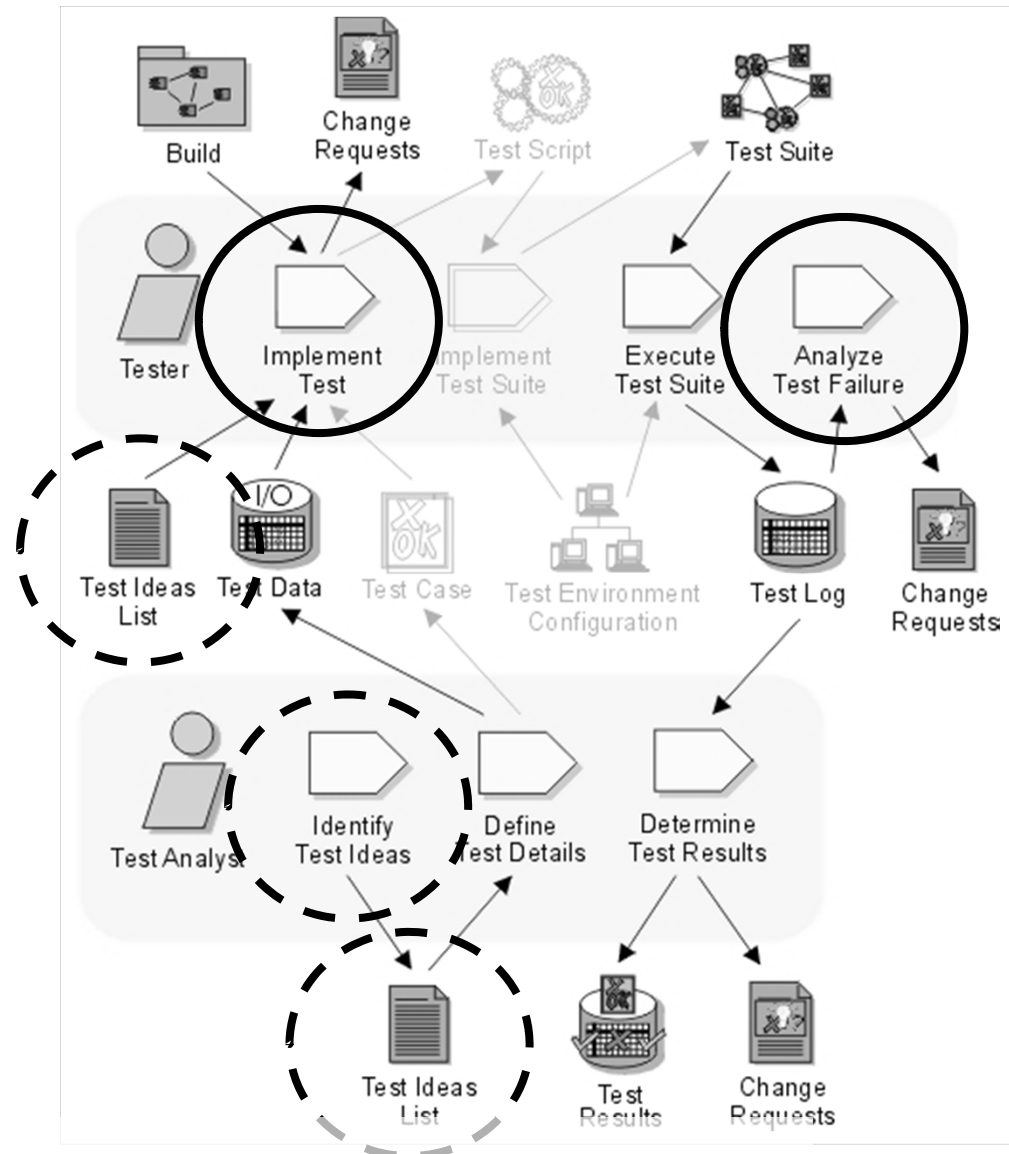 Build
Change
Requests
Test Script
Test Suite
Tester
Implement
Test
Implement
Test Suite
Execute
Test Suite
Analyze
Test Failure
I/O
X
OK
Test Ideas
List
Test Data
Test Case
Test Environment
Configuration
Test Log
Change
Requests
Test Analyst
Identify
Test Ideas
Define
Test Details
Determine
Test Results
Test Ideas
List
Test
Results
Change
Requests